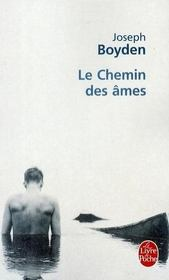 Joseph
Boyden
Le Chemin
des âmes
Le Livre
de Poche